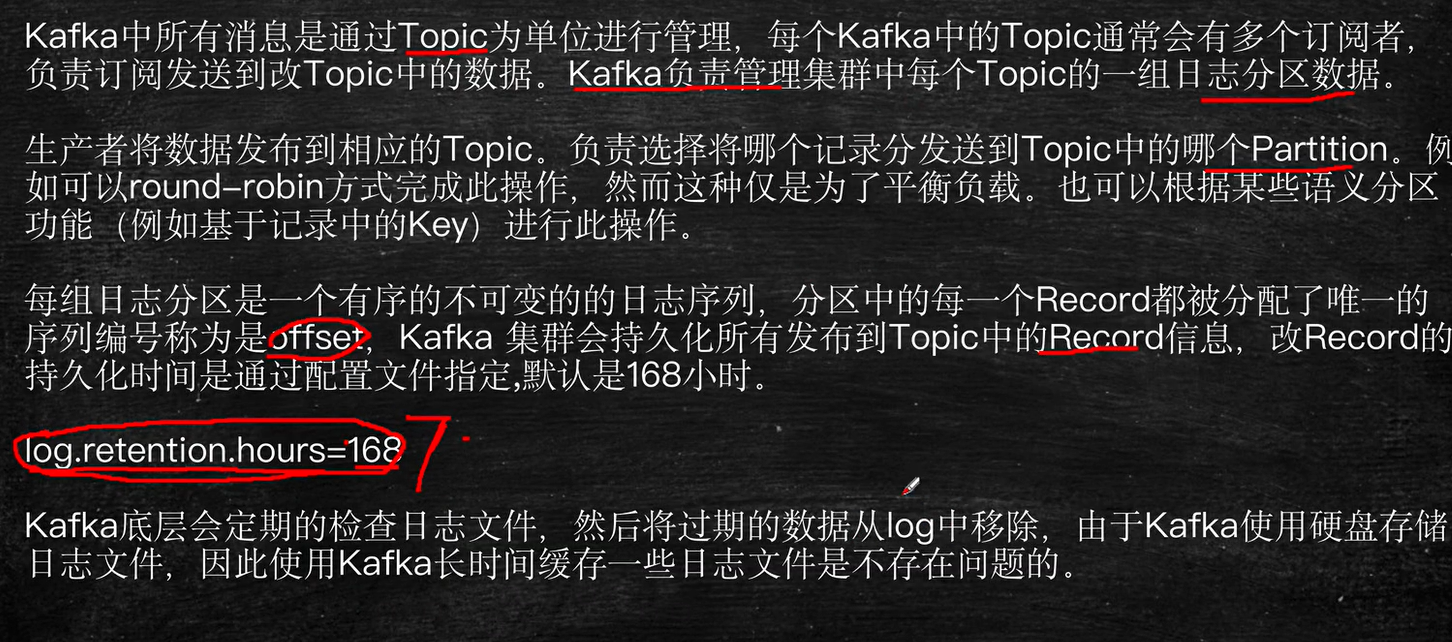 Kafka中所有消息是通过Topic为单位进行管理，每个Kafka中的Topic通常会有多个订阅者，
负责订阅发送到改Topic中的数据。Kafka负责管理集群中每个Topic的一组日志分区数据。
生产者将数据发布到相应的Topic。负责选择将哪个记录分发送到Topic中的哪个Partition。例
如可以round-robin方式完成此操作，然而这种仅是为了平衡负载。也可以根据某些语义分区
功能（例如基于记录中的Key）进行此操作。
每组日志分区是一个有序的不可变的的日志序列，分区中的每一个Record都被分配了唯一的
序列编号称为是offset，Kafka 集群会持久化所有发布到Topic中的Record信息，改Record的
持久化时间是通过配置文件指定,默认是168小时。
log.retention.hours=168 7
Kafka底层会定期的检查日志文件，然后将过期的数据从log中移除，由于Kafka使用硬盘存储
日志文件，因此使用Kafka长时间缓存一些日志文件是不存在问题的。